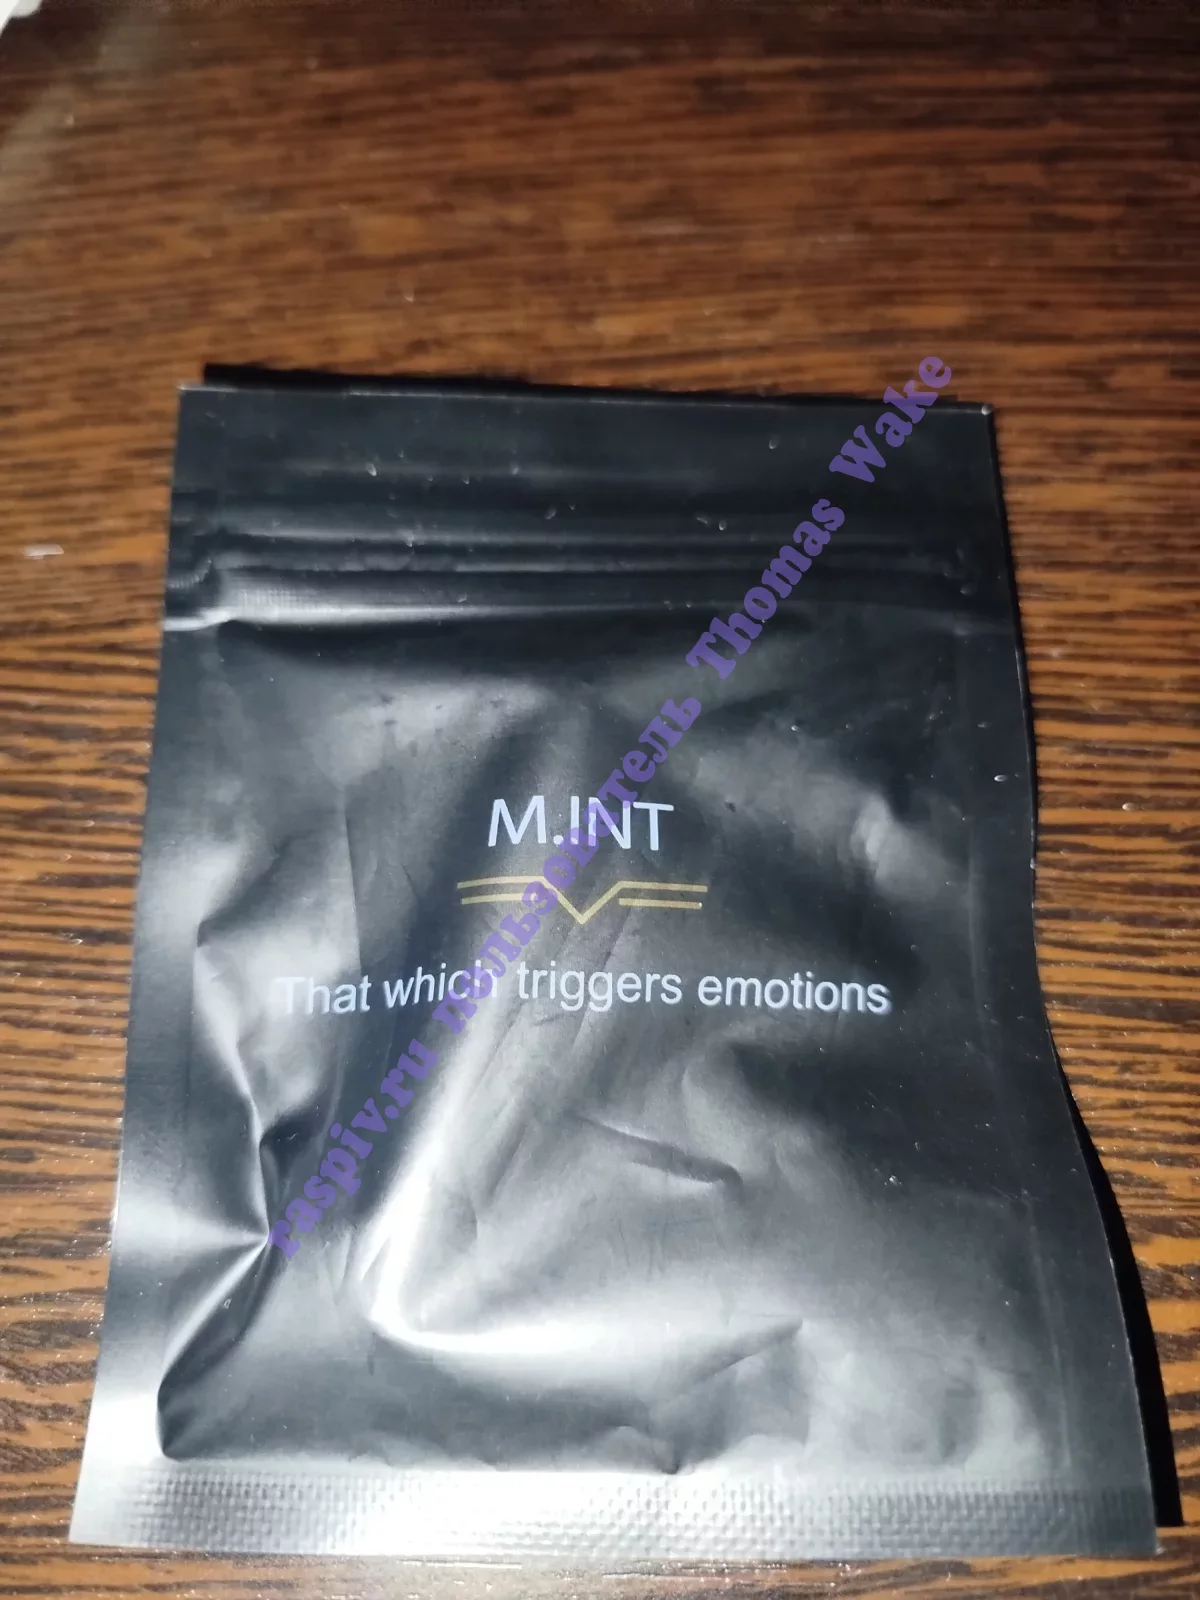 M.INT
That which triggers emotions
raspiv.ru пользователь Thomas Wake